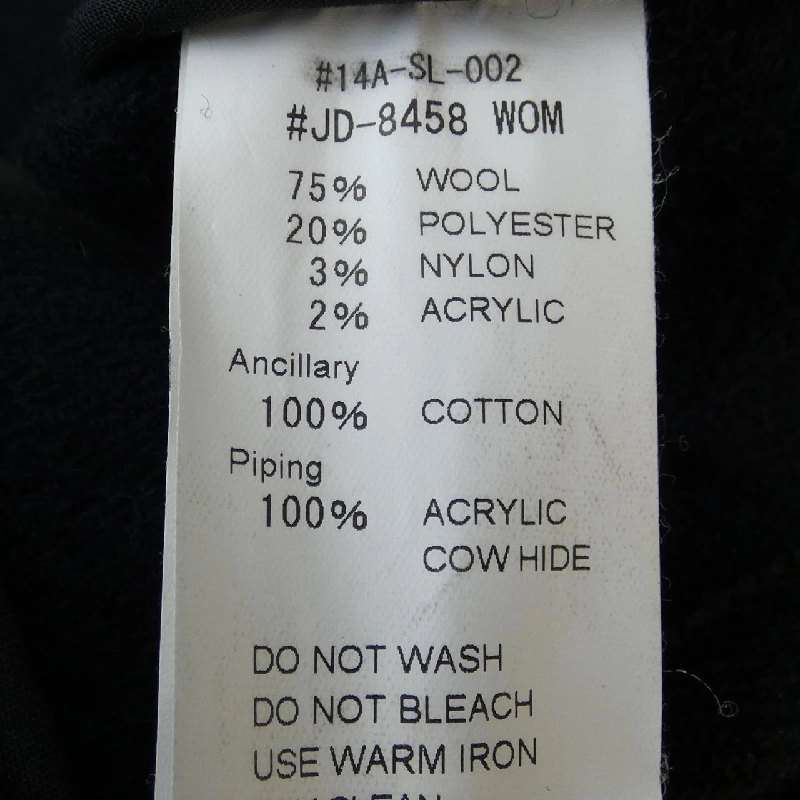 #14A-SL-002
#JD-8458 WOM
75% WOOL
20% POLYESTER
3% NYLON
2% ACRYLIC
Ancillary
100% COTTON
Piping
100% ACRYLIC
COW HIDE
DO NOT WASH
DO NOT BLEACH
USE WARM IRON